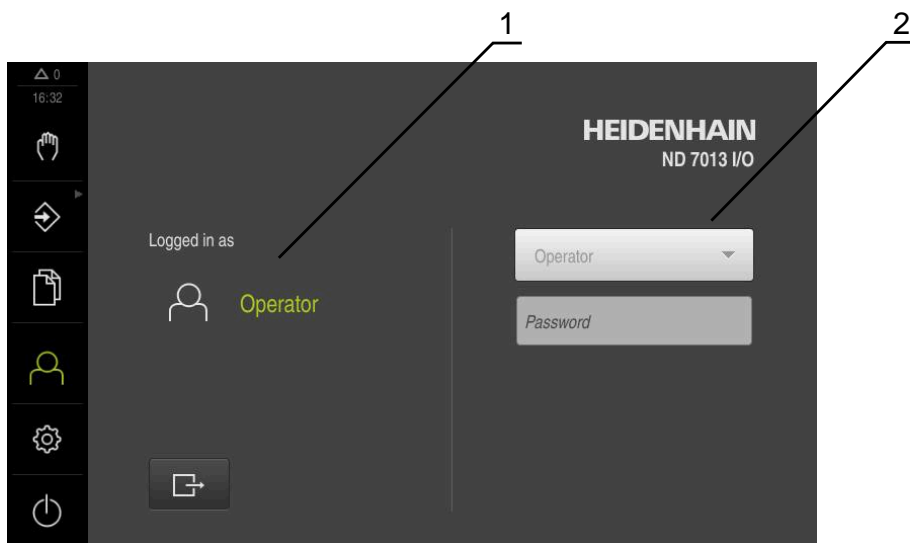 1
2
0
16:32
HEIDENHAIN
ND 7013 I/O
Logged in as
Operator
Operator
Password